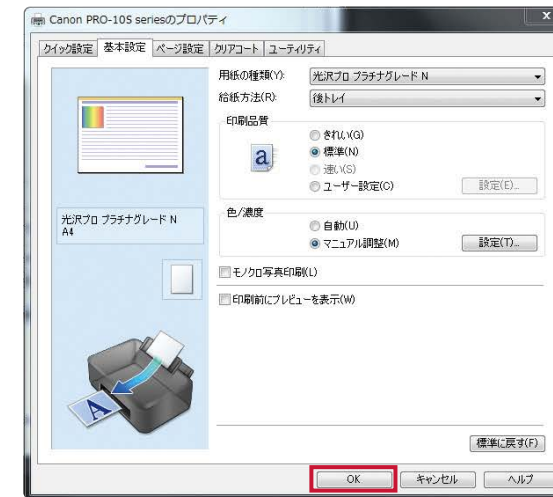 Canon PRO-10S seriesのプロパティ
x
クイック設定 基本設定 ページ設定 クリアコート ユーティリティ
用紙の種類(Y): 光沢プロ プラチナグレード N
給紙方法(R): 後トレイ
印刷品質
a
きれい(G)
標準(N)
速い(S)
ユーザー設定(C) 設定(E)...
光沢プロ プラチナグレード N
A4
色/濃度
自動(U)
マニュアル調整(M) 設定(T)...
モノクロ写真印刷(L)
印刷前にプレビューを表示(W)
A
標準に戻す(F)
OK キャンセル ヘルプ